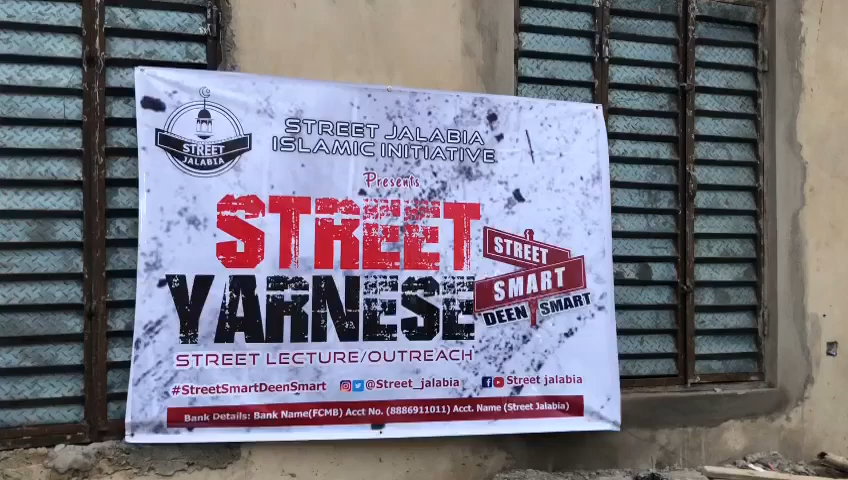 STREET
JALABIA
STREET JALABIA
ISLAMIC INITIATIVE
Presents
STREET
YARNESE
STREET
SMART
DEEN SMART
STREET LECTURE/OUTREACH
#StreetSmartDeenSmart @Street_jalabia Street jalabia
Bank Details: Bank Name(FCMB) Acct No. (8886911011) Acct. Name (Street Jalabia)